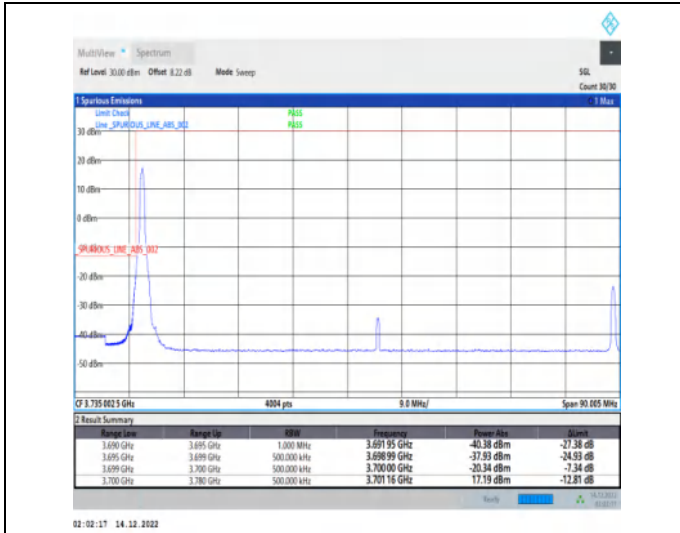 MultiView Spectrum
Ref Level 30.00 dBm Offset 8.22 dB Mode Sweep SGL
Count 30/30
1 Spurious Emissions 1 Max
Limit Check PASS
Line _SPURIOUS_LINE_ABS_002 PASS
30 dBm
20 dBm
10 dBm
0 dBm
_SPURIOUS_LINE_ABS_002
-20 dBm
-30 dBm
-40 dBm
-50 dBm
CF 3.735 002 5 GHz 4004 pts 9.0 MHz/ Span 90.005 MHz
2 Result Summary
Range Low Range Up RBW Frequency Power Abs ΔLimit
3.690 GHz 3.695 GHz 1.000 MHz 3.691 95 GHz -40.38 dBm -27.38 dB
3.695 GHz 3.699 GHz 500.000 kHz 3.698 99 GHz -37.93 dBm -24.93 dB
3.699 GHz 3.700 GHz 500.000 kHz 3.700 00 GHz -20.34 dBm -7.34 dB
3.700 GHz 3.780 GHz 500.000 kHz 3.701 16 GHz 17.19 dBm -12.81 dB
Ready
02:02:17 14.12.2022